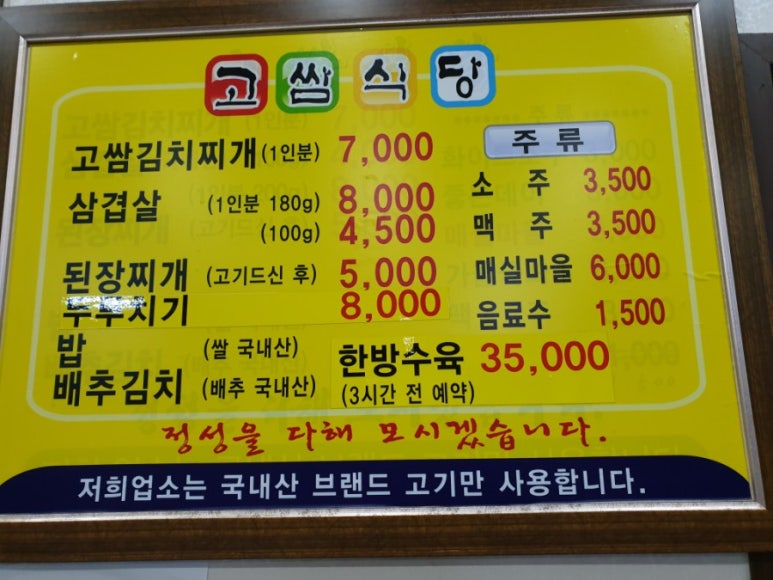 고쌈식당
고쌈김치찌개 (1인분) 7,000
삼겹살 (1인분 180g) 8,000
(100g) 4,500
된장찌개 (고기드신 후) 5,000
두루치기 8,000
밥 (쌀 국내산)
배추김치 (배추 국내산)
한방수육 35,000
(3시간 전 예약)
주류
소 주 3,500
맥 주 3,500
매실마을 6,000
음료수 1,500
정성을 다해 모시겠습니다.
저희업소는 국내산 브랜드 고기만 사용합니다.